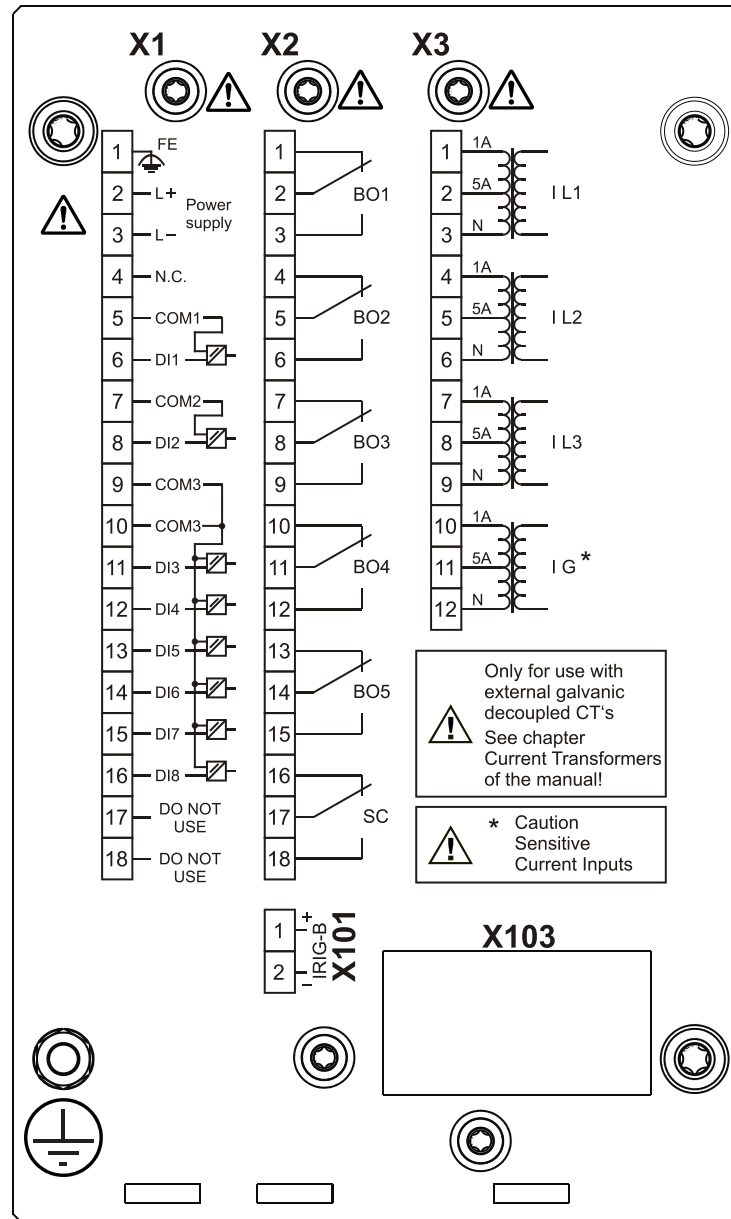 X1 X2 X3
1 FE
2 L+
Power
supply
3 L-
4 N.C.
5 COM1
6 DI1
7 COM2
8 DI2
9 COM3
10 COM3
11 DI3
12 DI4
13 DI5
14 DI6
15 DI7
16 DI8
17 DO NOT
USE
18 DO NOT
USE
1
2 BO1
3
4
5 BO2
6
7
8 BO3
9
10
11 BO4
12
13
14 BO5
15
16
17 SC
18
1 1A
2 5A I L1
3 N
4 1A
5 5A I L2
6 N
7 1A
8 5A I L3
9 N
10 1A
11 5A I G*
12 N
Only for use with
external galvanic
decoupled CT's
See chapter
Current Transformers
of the manual!
* Caution
Sensitive
Current Inputs
1 +
2 -
IRIG-B
X101
X103